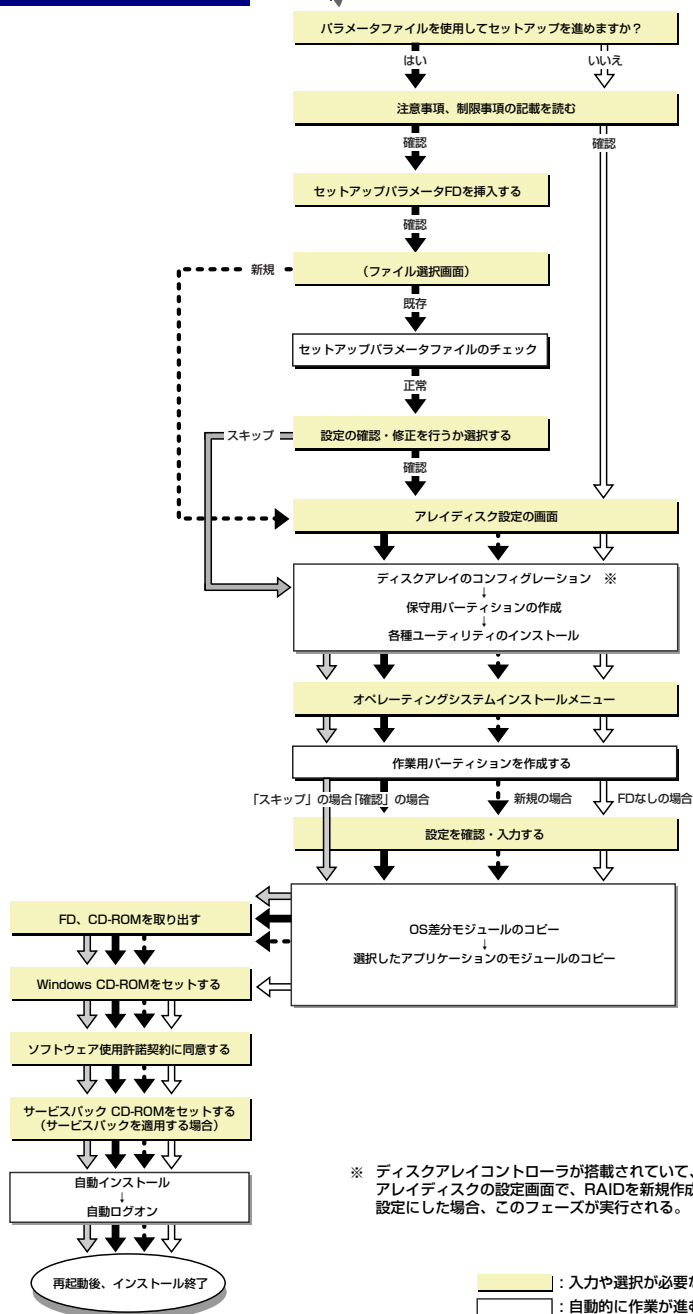 パラメータファイルを使用してセットアップを進めますか？
はい
いいえ
注意事項、制限事項の記載を読む
確認
確認
セットアップパラメータFDを挿入する
確認
新規
（ファイル選択画面）
既存
セットアップパラメータファイルのチェック
正常
スキップ
設定の確認・修正を行うか選択する
確認
アレイディスク設定の画面
ディスクアレイのコンフィグレーション ※
↓
保守用パーティションの作成
↓
各種ユーティリティのインストール
オペレーティングシステムインストールメニュー
作業用パーティションを作成する
「スキップ」の場合「確認」の場合 新規の場合 FDなしの場合
設定を確認・入力する
OS差分モジュールのコピー
↓
選択したアプリケーションのモジュールのコピー
FD、CD-ROMを取り出す
Windows CD-ROMをセットする
ソフトウェア使用許諾契約に同意する
サービスパック CD-ROMをセットする
（サービスパックを適用する場合）
自動インストール
↓
自動ログオン
再起動後、インストール終了
※ ディスクアレイコントローラが搭載されていて、
アレイディスクの設定画面で、RAIDを新規作成
設定にした場合、このフェーズが実行される。
：入力や選択が必要
：自動的に作業が進